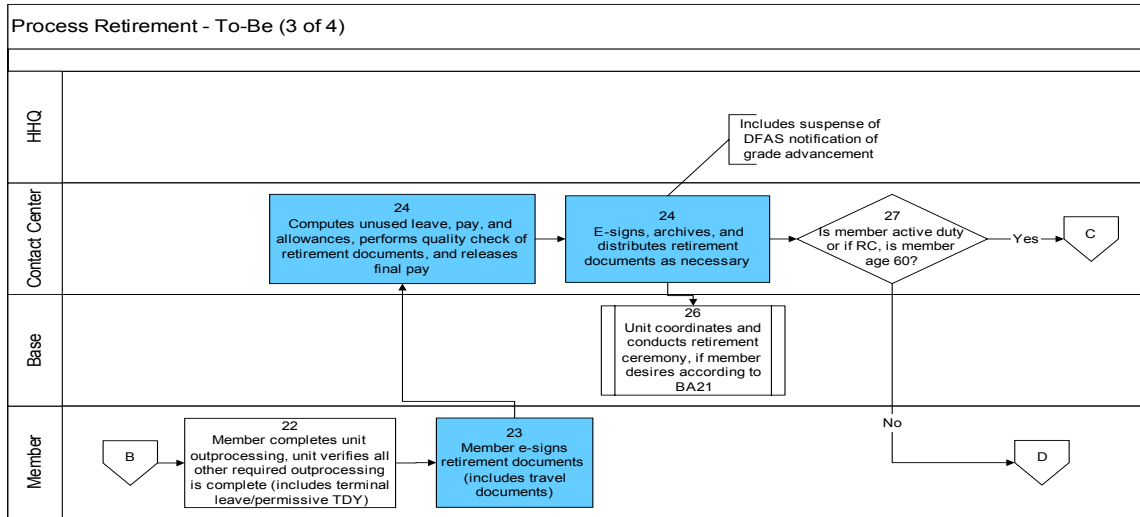 Process Retirement - To-Be (3 of 4)
HHQ
Includes suspense of
DFAS notification of
grade advancement
Contact Center
24
Computes unused leave, pay, and
allowances, performs quality check of
retirement documents, and releases
final pay
24
E-signs, archives, and
distributes retirement
documents as necessary
27
Is member active duty
or if RC, is member
age 60?
Yes
C
Base
26
Unit coordinates and
conducts retirement
ceremony, if member
desires according to
BA21
Member
B
22
Member completes unit
outprocessing, unit verifies all
other required outprocessing
is complete (includes terminal
leave/permissive TDY)
23
Member e-signs
retirement documents
(includes travel
documents)
No
D